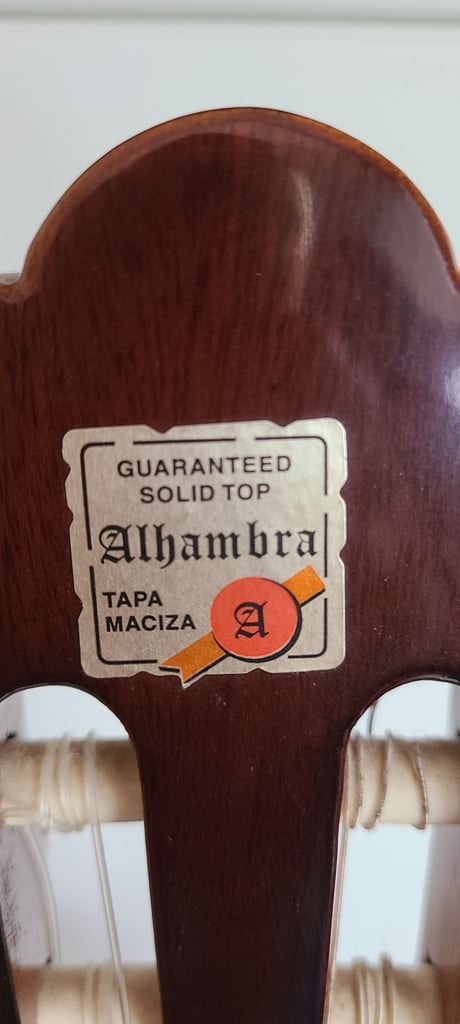 GUARANTEED
SOLID TOP
Alhambra
TAPA
MACIZA
A